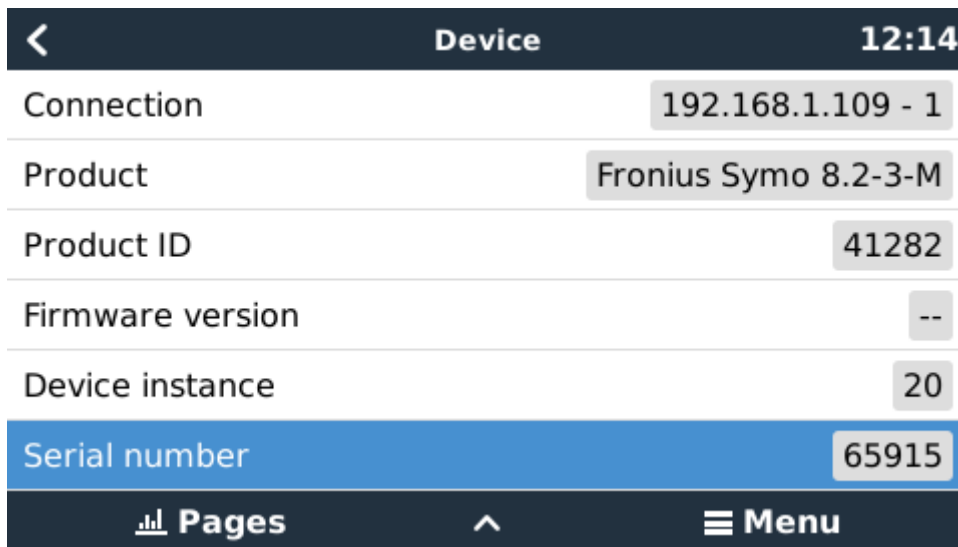 Device 12:14
Connection 192.168.1.109 - 1
Product Fronius Symo 8.2-3-M
Product ID 41282
Firmware version --
Device instance 20
Serial number 65915
Pages Menu